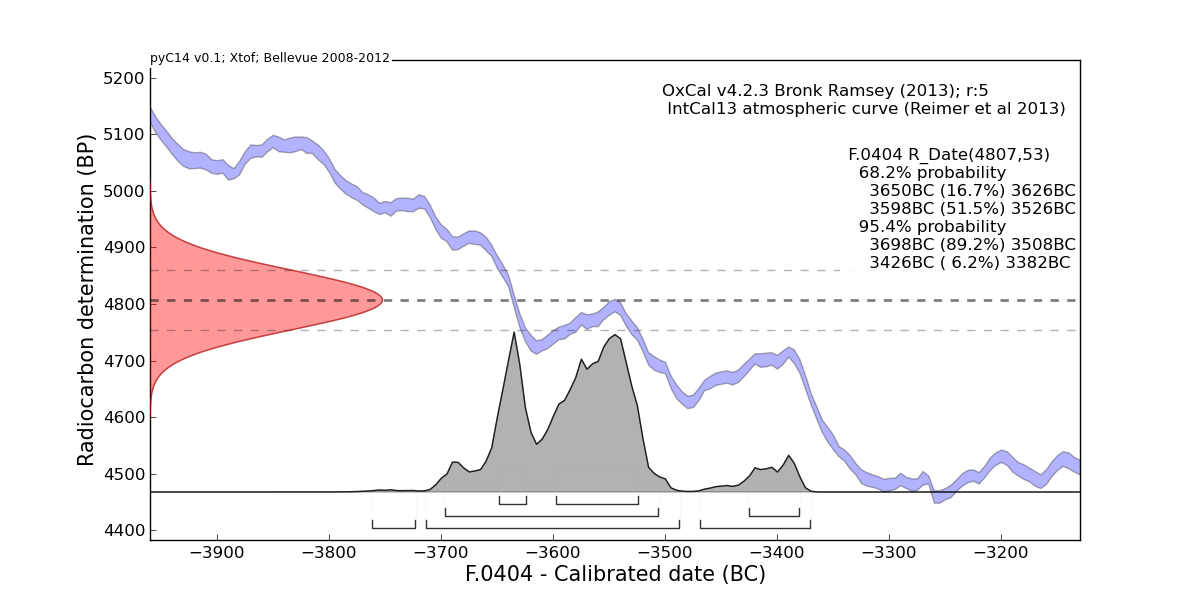 pyC14 v0.1; Xtof; Bellevue 2008-2012
OxCal v4.2.3 Bronk Ramsey (2013); r:5
IntCal13 atmospheric curve (Reimer et al 2013)
F.0404 R_Date(4807,53)
68.2% probability
3650BC (16.7%) 3626BC
3598BC (51.5%) 3526BC
95.4% probability
3698BC (89.2%) 3508BC
3426BC ( 6.2%) 3382BC
Radiocarbon determination (BP)
5200
5100
5000
4900
4800
4700
4600
4500
4400
−3900 −3800 −3700 −3600 −3500 −3400 −3300 −3200
F.0404 - Calibrated date (BC)